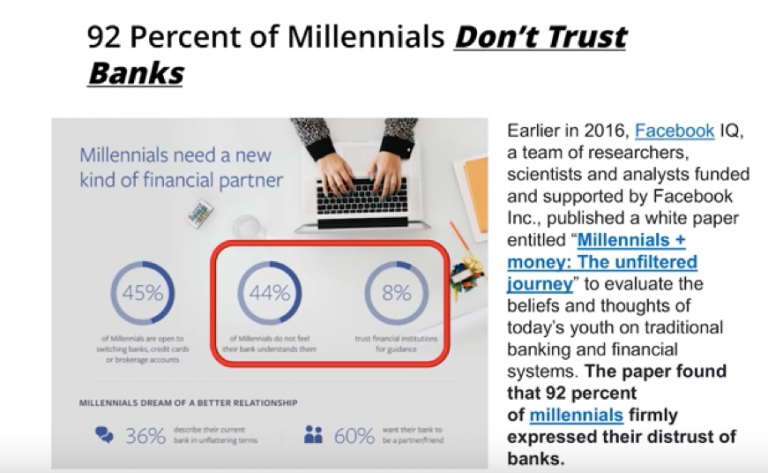 92 Percent of Millennials Don’t Trust
Banks
Millennials need a new
kind of financial partner
45%
of Millennials are open to
switching banks, credit cards
or brokerage accounts
44%
of Millennials do not feel
their bank understands them
8%
trust financial institutions
for guidance
MILLENNIALS DREAM OF A BETTER RELATIONSHIP
36%
describe their current
bank in unflattering terms
60%
want their bank to
be a partner/friend
Earlier in 2016, Facebook IQ,
a team of researchers,
scientists and analysts funded
and supported by Facebook
Inc., published a white paper
entitled “Millennials +
money: The unfiltered
journey” to evaluate the
beliefs and thoughts of
today’s youth on traditional
banking and financial
systems. The paper found
that 92 percent
of millennials firmly
expressed their distrust of
banks.